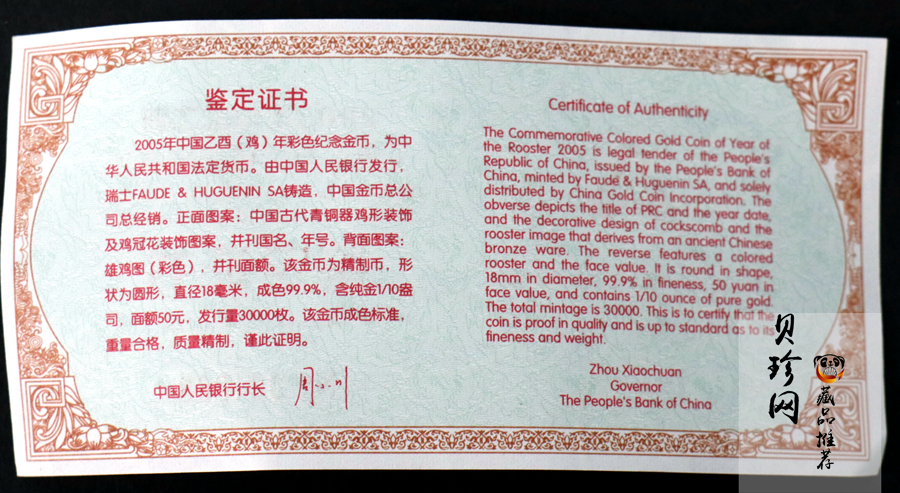 鉴定证书
2005年中国乙酉（鸡）年彩色纪念金币，为中
华人民共和国法定货币。由中国人民银行发行，
瑞士FAUDE & HUGUENIN SA铸造，中国金币总公
司总经销。正面图案：中国古代青铜器鸡形装饰
及鸡冠花装饰图案，并刊国名、年号。背面图案：
雄鸡图（彩色），并刊面额。该金币为精制币，形
状为圆形，直径18毫米，成色99.9%，含纯金1/10盎
司，面额50元，发行量30000枚。该金币成色标准，
重量合格，质量精制，谨此证明。
中国人民银行行长
Certificate of Authenticity
The Commemorative Colored Gold Coin of Year of
the Rooster 2005 is legal tender of the People's
Republic of China, issued by the People's Bank of
China, minted by Faude & Huguenin SA, and solely
distributed by China Gold Coin Incorporation. The
obverse depicts the title of PRC and the year date,
and the decorative design of cockscomb and the
rooster image that derives from an ancient Chinese
bronze ware. The reverse features a colored
rooster and the face value. It is round in shape,
18mm in diameter, 99.9% in fineness, 50 yuan in
face value, and contains 1/10 ounce of pure gold.
The total mintage is 30000. This is to certify that the
coin is proof in quality and is up to standard as to its
fineness and weight.
Zhou Xiaochuan
Governor
The People's Bank of China
贝珍网
藏品推荐